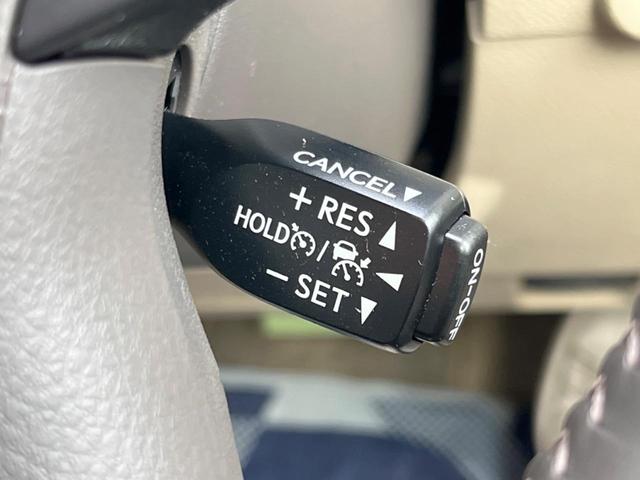 CANCEL▼
+ RES ▲
HOLD / ◀
− SET ▼
ON-OFF